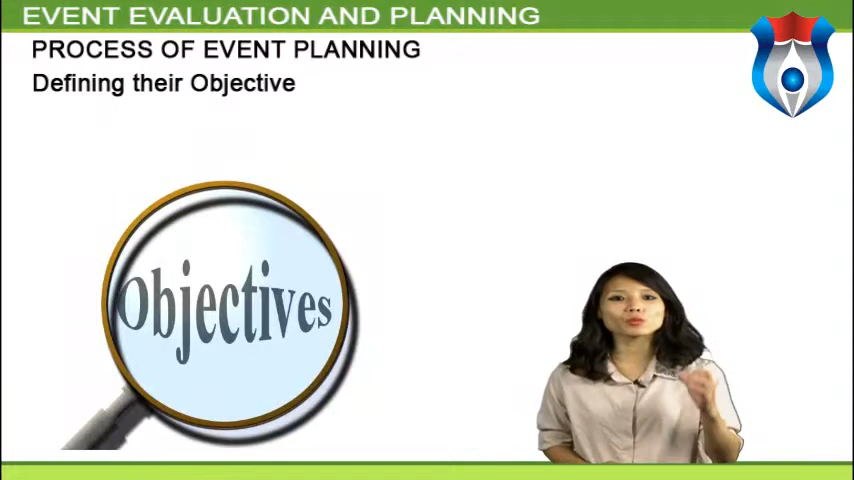 EVENT EVALUATION AND PLANNING
PROCESS OF EVENT PLANNING
Defining their Objective
Objectives